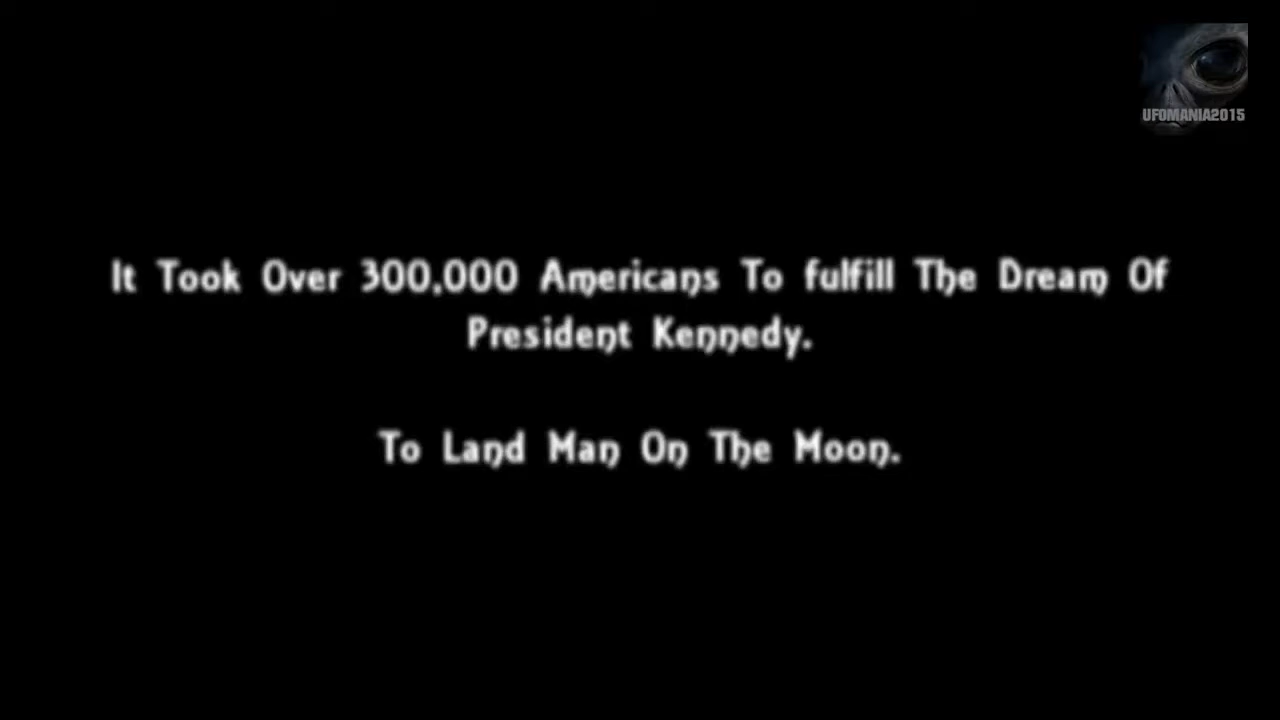 UFOMANIA2015
It Took Over 300,000 Americans To fulfill The Dream Of
President Kennedy.
To Land Man On The Moon.